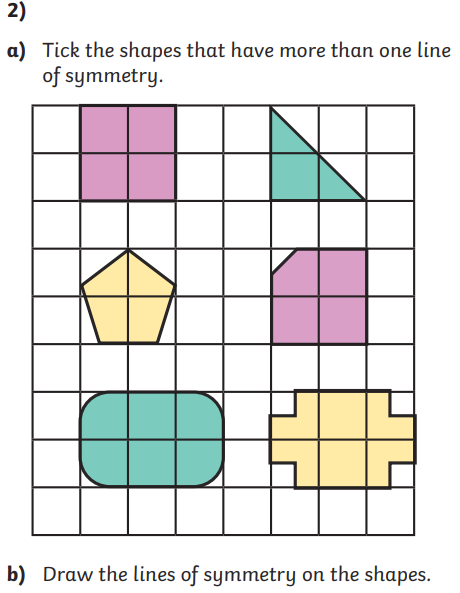 2)
a) Tick the shapes that have more than one line
of symmetry.
b) Draw the lines of symmetry on the shapes.